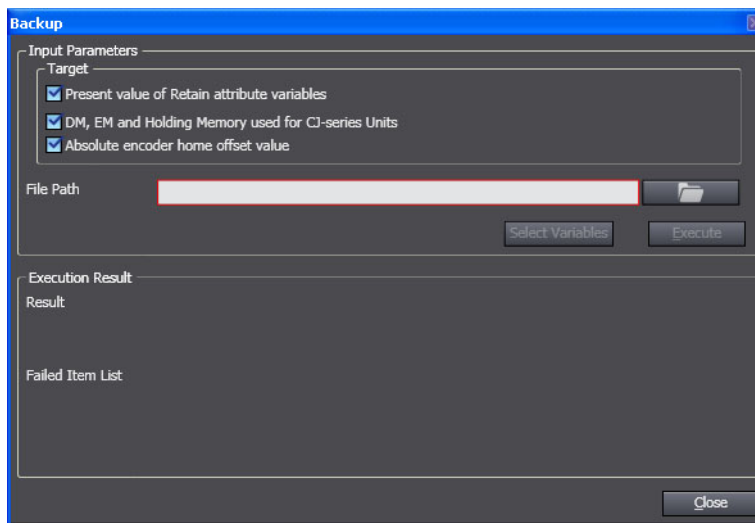 Backup
Input Parameters
Target
Present value of Retain attribute variables
DM, EM and Holding Memory used for CJ-series Units
Absolute encoder home offset value
File Path
Select Variables Execute
Execution Result
Result
Failed Item List
Close